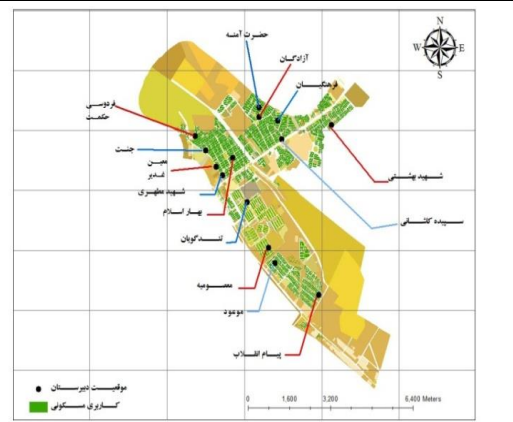 حضرت آمنه
N
آزادگان
W
E
فرهنگیان
S
فردوسی
حکمت
جنت
معین
غدیر
شهید بهشتی
شهید مطهری
بهار اسلام
سپیده کاشانی
تندگویان
معصومیه
موعود
پیام انقلاب
موقعیت دبیرستان
کاربری مسکونی
0 1,600 3,200 6,400 Meters